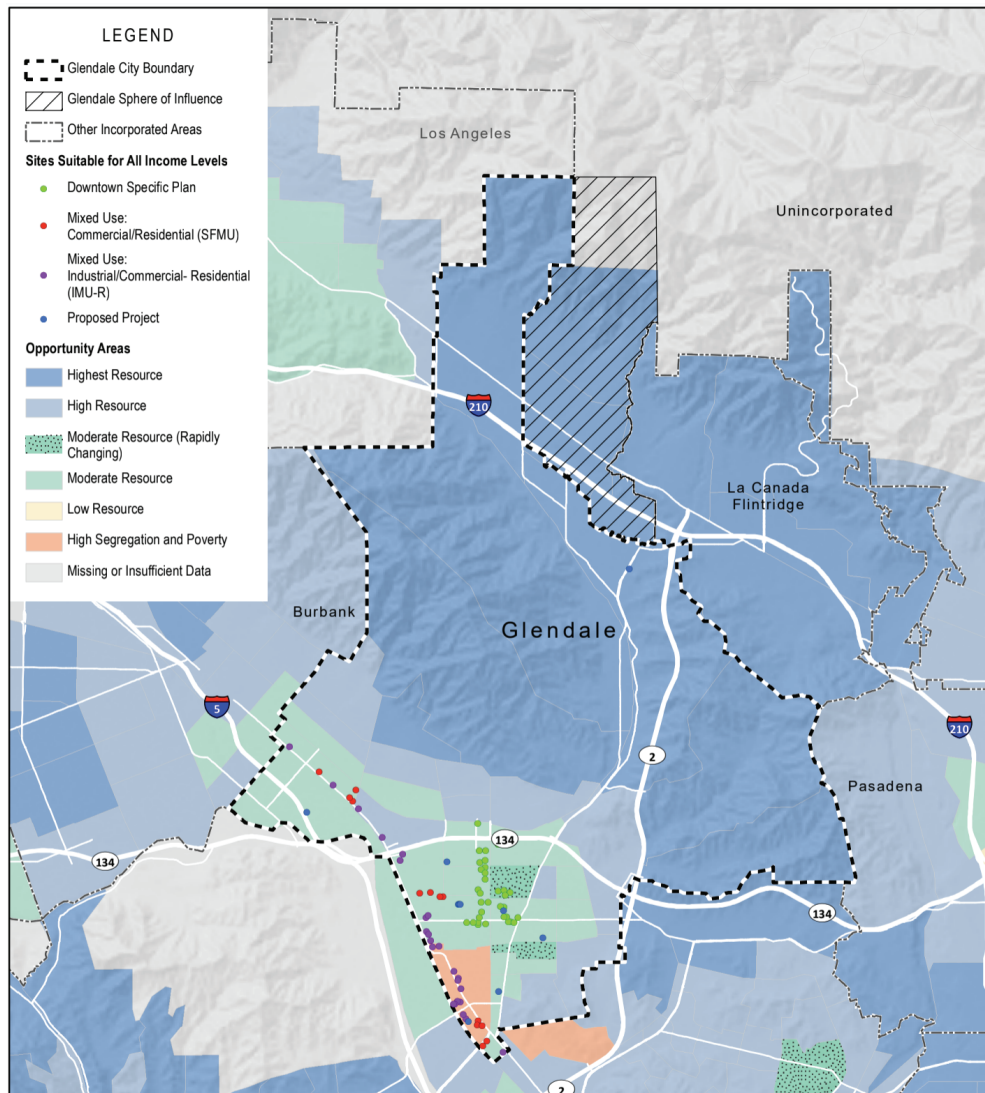 LEGEND
Glendale City Boundary
Glendale Sphere of Influence
Other Incorporated Areas
Sites Suitable for All Income Levels
Downtown Specific Plan
Mixed Use:
Commercial/Residential (SFMU)
Mixed Use:
Industrial/Commercial- Residential
(IMU-R)
Proposed Project
Opportunity Areas
Highest Resource
High Resource
Moderate Resource (Rapidly
Changing)
Moderate Resource
Low Resource
High Segregation and Poverty
Missing or Insufficient Data
Los Angeles
Unincorporated
210
La Canada
Flintridge
Burbank
Glendale
5
210
2
Pasadena
134
134
134
2